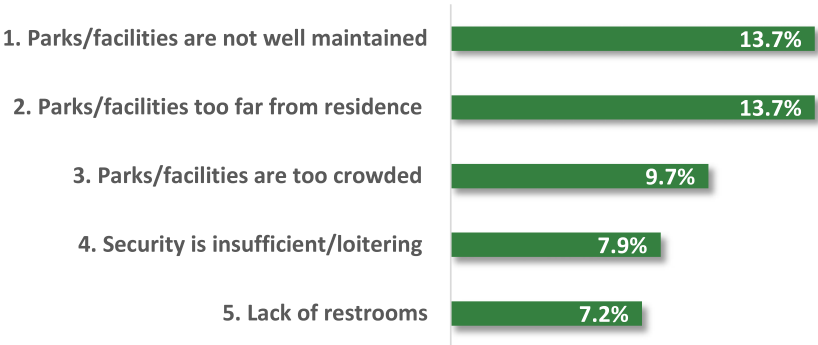 1. Parks/facilities are not well maintained 13.7%
2. Parks/facilities too far from residence 13.7%
3. Parks/facilities are too crowded 9.7%
4. Security is insufficient/loitering 7.9%
5. Lack of restrooms 7.2%